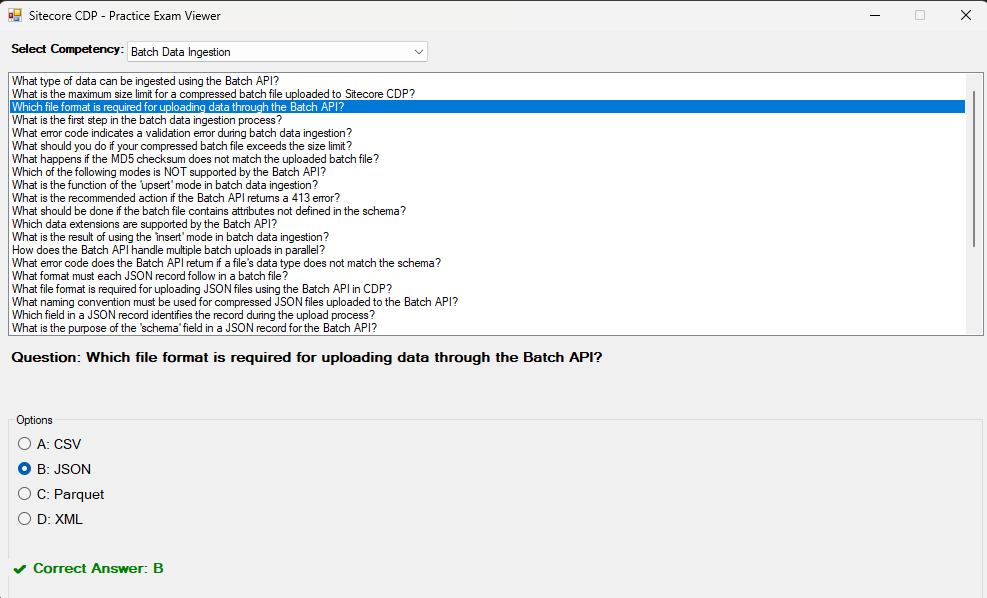 Sitecore CDP - Practice Exam Viewer
Select Competency: Batch Data Ingestion
What type of data can be ingested using the Batch API?
What is the maximum size limit for a compressed batch file uploaded to Sitecore CDP?
Which file format is required for uploading data through the Batch API?
What is the first step in the batch data ingestion process?
What error code indicates a validation error during batch data ingestion?
What should you do if your compressed batch file exceeds the size limit?
What happens if the MD5 checksum does not match the uploaded batch file?
Which of the following modes is NOT supported by the Batch API?
What is the function of the 'upsert' mode in batch data ingestion?
What is the recommended action if the Batch API returns a 413 error?
What should be done if the batch file contains attributes not defined in the schema?
Which data extensions are supported by the Batch API?
What is the result of using the 'insert' mode in batch data ingestion?
How does the Batch API handle multiple batch uploads in parallel?
What error code does the Batch API return if a file's data type does not match the schema?
What format must each JSON record follow in a batch file?
What file format is required for uploading JSON files using the Batch API in CDP?
What naming convention must be used for compressed JSON files uploaded to the Batch API?
Which field in a JSON record identifies the record during the upload process?
What is the purpose of the 'schema' field in a JSON record for the Batch API?
Question: Which file format is required for uploading data through the Batch API?
Options
A: CSV
B: JSON
C: Parquet
D: XML
✔ Correct Answer: B